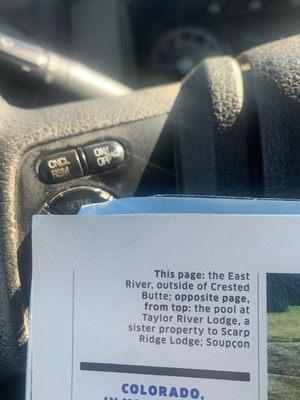 CNCL
RSM
ON/
OFF
SETUP
This page: the East
River, outside of Crested
Butte; opposite page,
from top: the pool at
Taylor River Lodge, a
sister property to Scarp
Ridge Lodge; Soupçon
COLORADO,